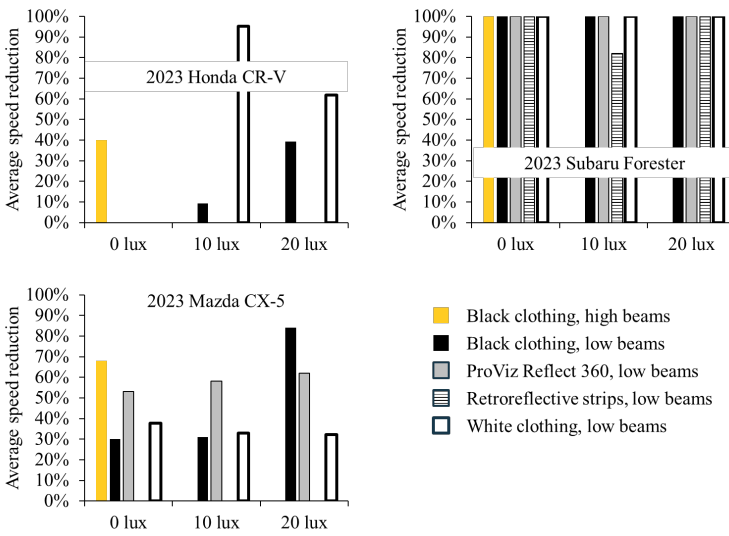 100%
90%
80%
70%
60%
50%
40%
30%
20%
10%
0%
Average speed reduction
2023 Honda CR-V
0 lux
10 lux
20 lux
100%
90%
80%
70%
60%
50%
40%
30%
20%
10%
0%
Average speed reduction
2023 Subaru Forester
0 lux
10 lux
20 lux
100%
90%
80%
70%
60%
50%
40%
30%
20%
10%
0%
Average speed reduction
2023 Mazda CX-5
0 lux
10 lux
20 lux
Black clothing, high beams
Black clothing, low beams
ProViz Reflect 360, low beams
Retroreflective strips, low beams
White clothing, low beams